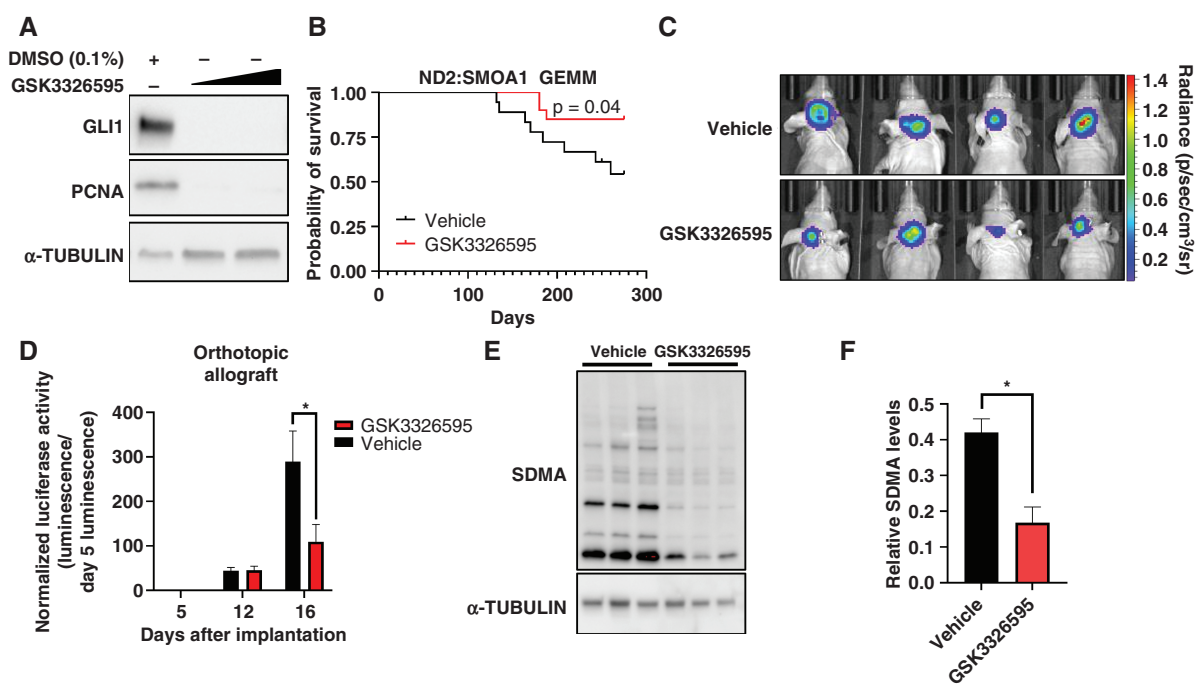 A
DMSO (0.1%) + – –
GSK3326595 –
GLI1
PCNA
α-TUBULIN
B
ND2:SMOA1 GEMM
Probability of survival
1.00
0.75
0.50
0.25
0.00
p = 0.04
Vehicle
GSK3326595
0 100 200 300
Days
C
Vehicle
GSK3326595
1.4
1.2
1.0
0.8
0.6
0.4
0.2
Radiance (p/sec/cm³/sr)
D
Orthotopic
allograft
Normalized luciferase activity
(luminescence/
day 5 luminescence)
400
300
200
100
0
*
GSK3326595
Vehicle
5 12 16
Days after implantation
E
Vehicle GSK3326595
SDMA
α-TUBULIN
F
Relative SDMA levels
0.5
0.4
0.3
0.2
0.1
0.0
*
Vehicle
GSK3326595